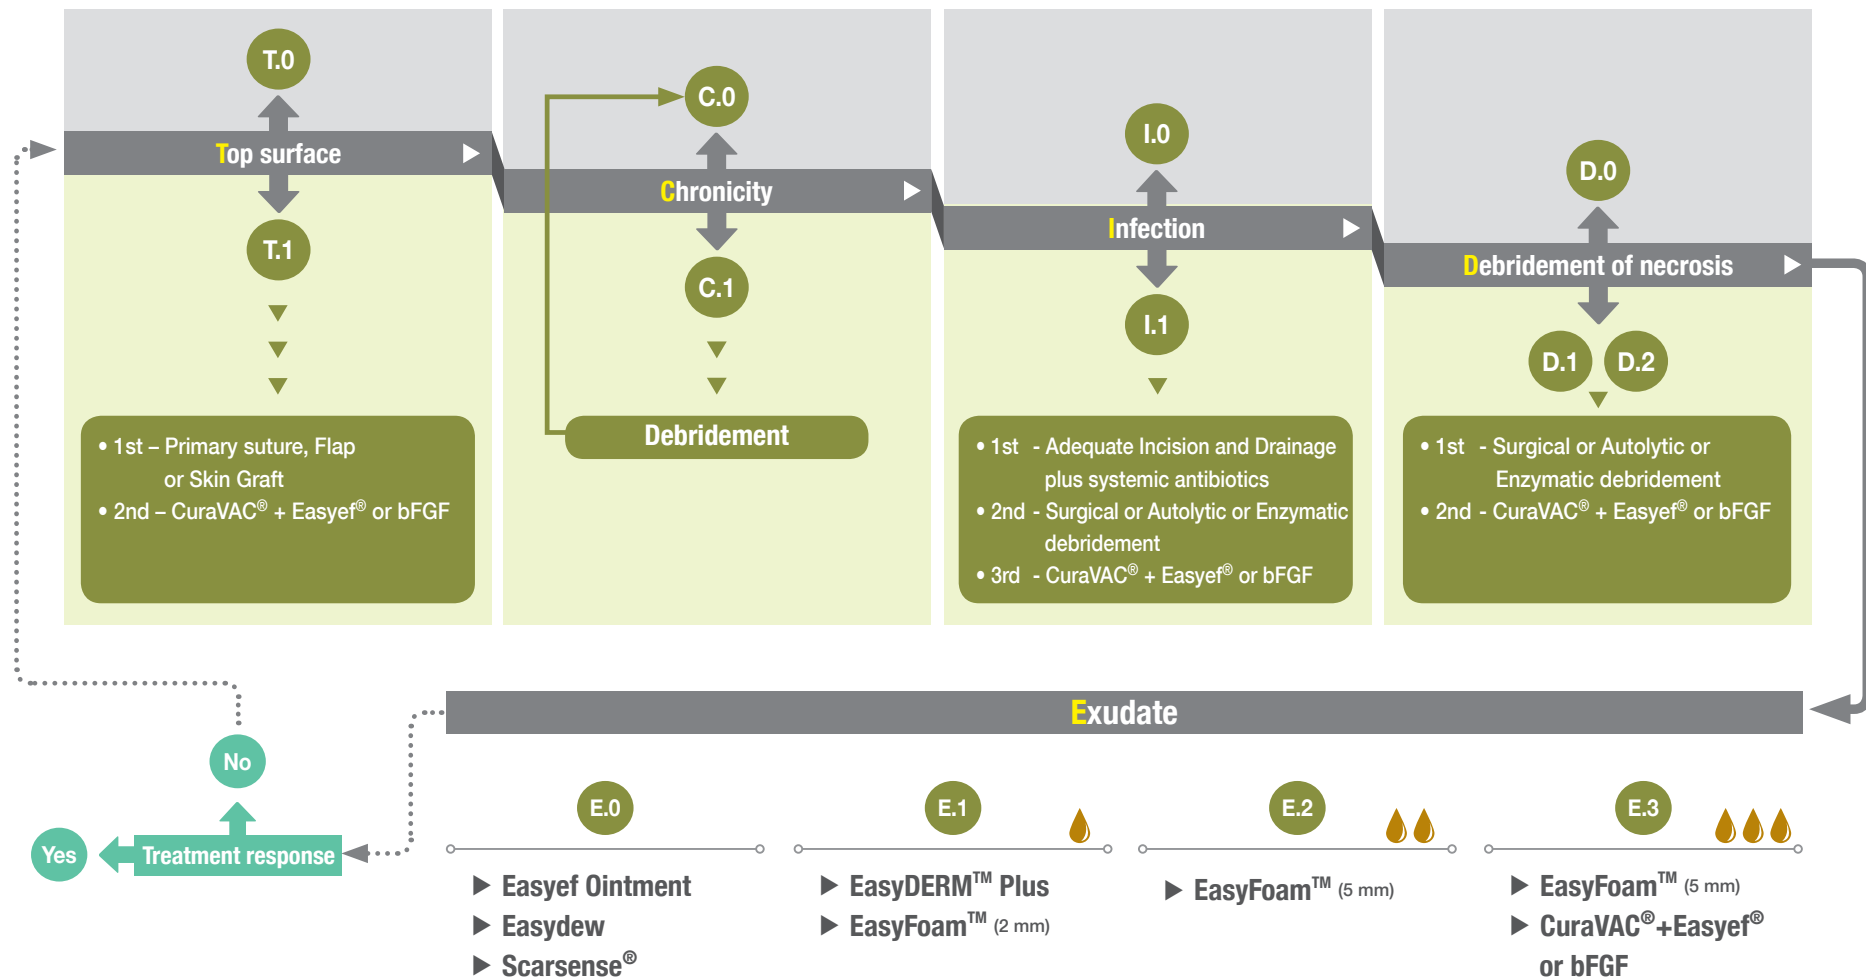 T.0
Top surface
T.1
• 1st – Primary suture, Flap
or Skin Graft
• 2nd – CuraVAC® + Easyef® or bFGF
C.0
Chronicity
C.1
Debridement
I.0
Infection
I.1
• 1st - Adequate Incision and Drainage
plus systemic antibiotics
• 2nd - Surgical or Autolytic or Enzymatic
debridement
• 3rd - CuraVAC® + Easyef® or bFGF
D.0
Debridement of necrosis
D.1 D.2
• 1st - Surgical or Autolytic or
Enzymatic debridement
• 2nd - CuraVAC® + Easyef® or bFGF
Exudate
No
Yes
Treatment response
E.0
▶ Easyef Ointment
▶ Easydew
▶ Scarsense®
E.1
▶ EasyDERM™ Plus
▶ EasyFoam™ (2 mm)
E.2
▶ EasyFoam™ (5 mm)
E.3
▶ EasyFoam™ (5 mm)
▶ CuraVAC®+Easyef®
or bFGF